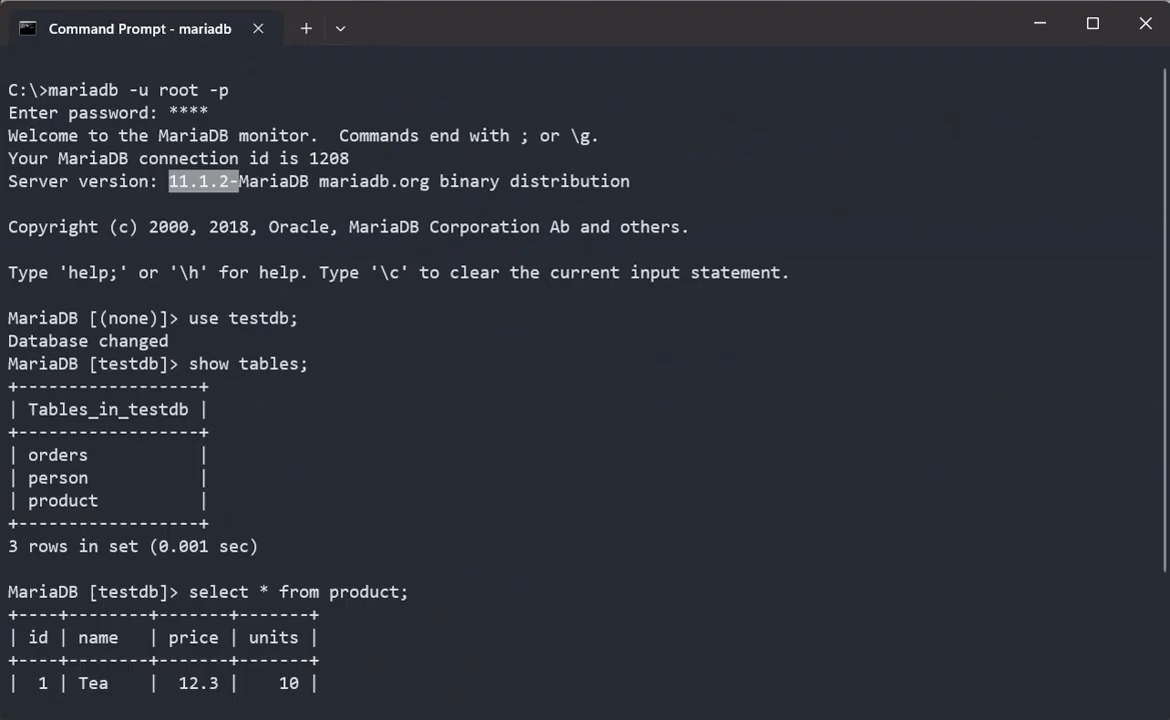 Command Prompt - mariadb
C:\>mariadb -u root -p
Enter password: ****
Welcome to the MariaDB monitor.  Commands end with ; or \g.
Your MariaDB connection id is 1208
Server version: 11.1.2-MariaDB mariadb.org binary distribution
Copyright (c) 2000, 2018, Oracle, MariaDB Corporation Ab and others.
Type 'help;' or '\h' for help. Type '\c' to clear the current input statement.
MariaDB [(none)]> use testdb;
Database changed
MariaDB [testdb]> show tables;
+------------------+
| Tables_in_testdb |
+------------------+
| orders           |
| person           |
| product          |
+------------------+
3 rows in set (0.001 sec)
MariaDB [testdb]> select * from product;
+----+--------+-------+-------+
| id | name   | price | units |
+----+--------+-------+-------+
|  1 | Tea    |  12.3 |    10 |